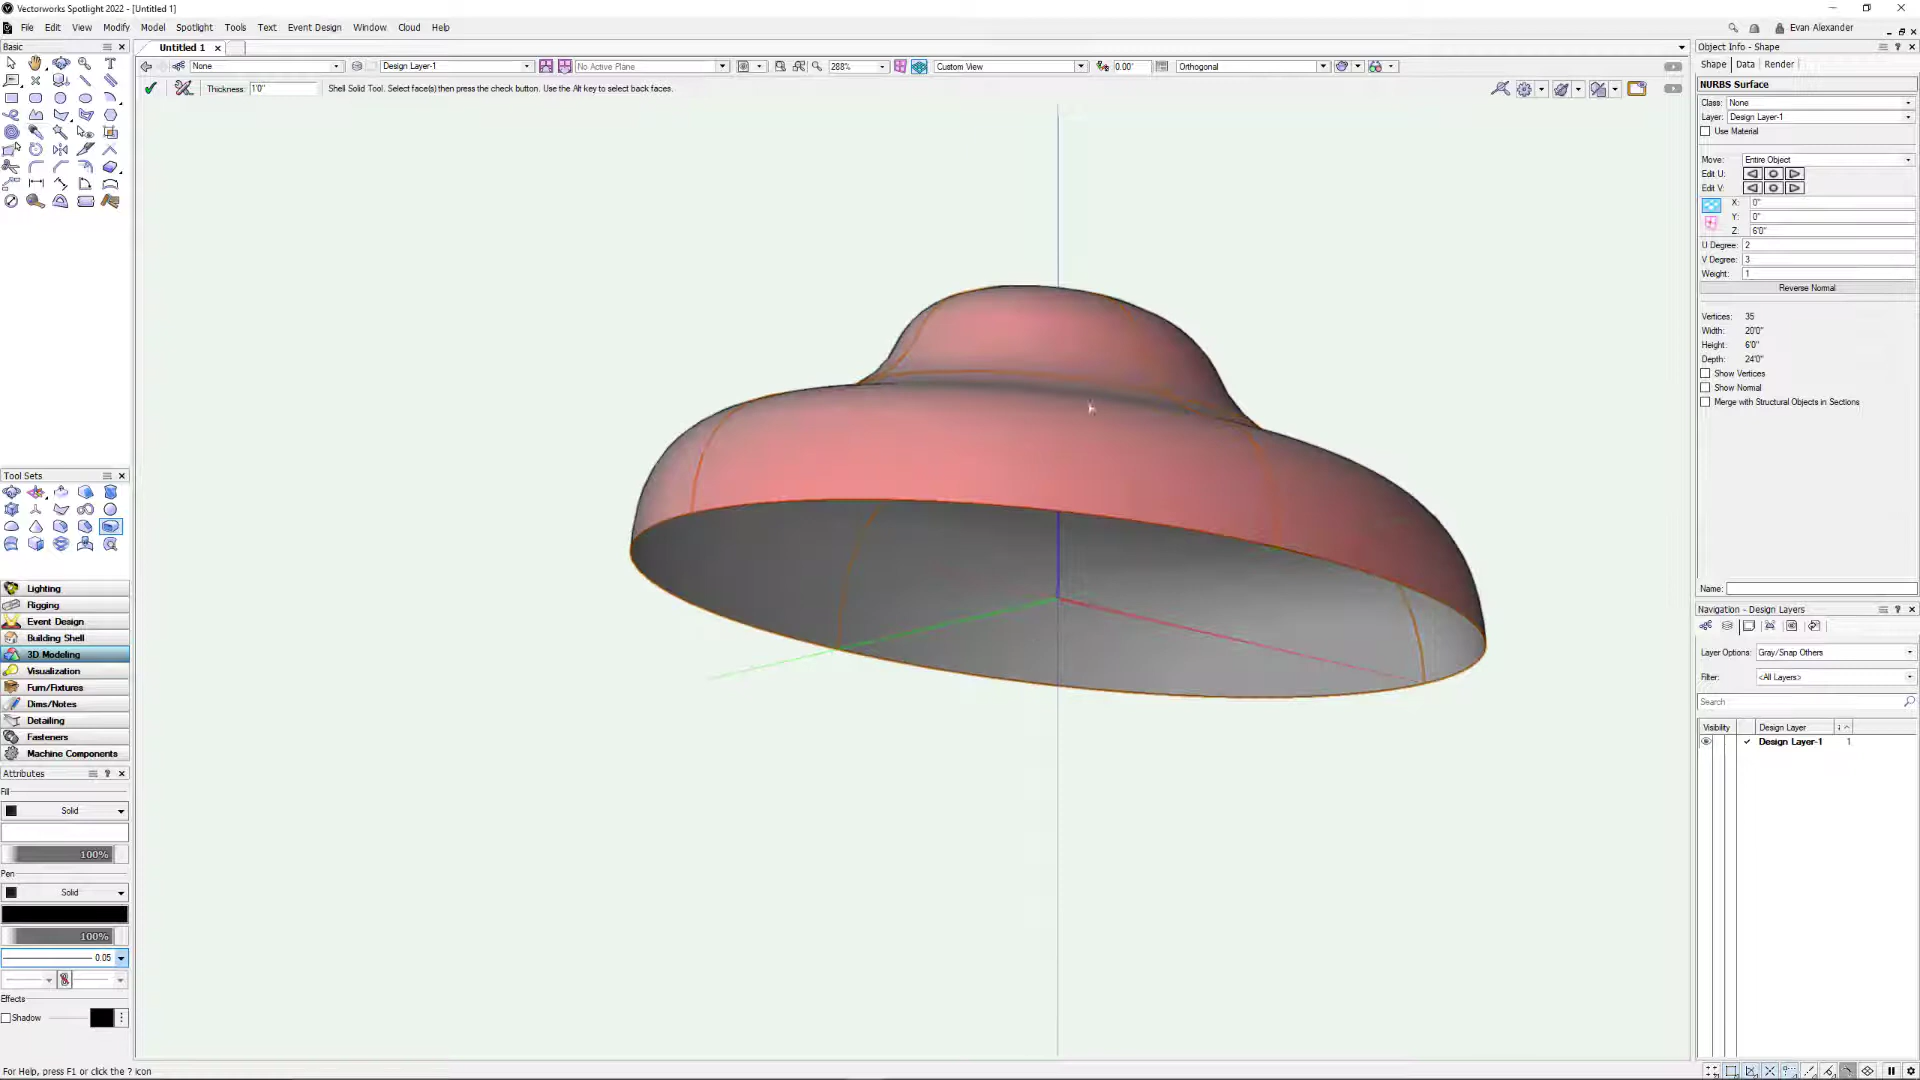 Vectorworks Spotlight 2022 - [Untitled 1]
File Edit View Modify Model Spotlight Tools Text Event Design Window Cloud Help
Evan Alexander
Basic
Untitled 1
None
Design Layer-1
No Active Plane
288%
Custom View
0.00°
Orthogonal
Thickness: 1'0"
Shell Solid Tool. Select face(s) then press the check button. Use the Alt key to select back faces.
Tool Sets
Lighting
Rigging
Event Design
Building Shell
3D Modeling
Visualization
Furn/Fixtures
Dims/Notes
Detailing
Fasteners
Machine Components
Attributes
Fill
Solid
100%
Pen
Solid
100%
0.05
Effects
Shadow
For Help, press F1 or click the ? icon
Object Info - Shape
Shape Data Render
NURBS Surface
Class: None
Layer: Design Layer-1
Use Material
Move: Entire Object
Edit U:
Edit V:
X: 0"
Y: 0"
Z: 6'0"
U Degree: 2
V Degree: 3
Weight: 1
Reverse Normal
Vertices: 35
Width: 20'0"
Height: 6'0"
Depth: 24'0"
Show Vertices
Show Normal
Merge with Structural Objects in Sections
Name:
Navigation - Design Layers
Layer Options: Gray/Snap Others
Filter: <All Layers>
Search
Visibility Design Layer
Design Layer-1 1